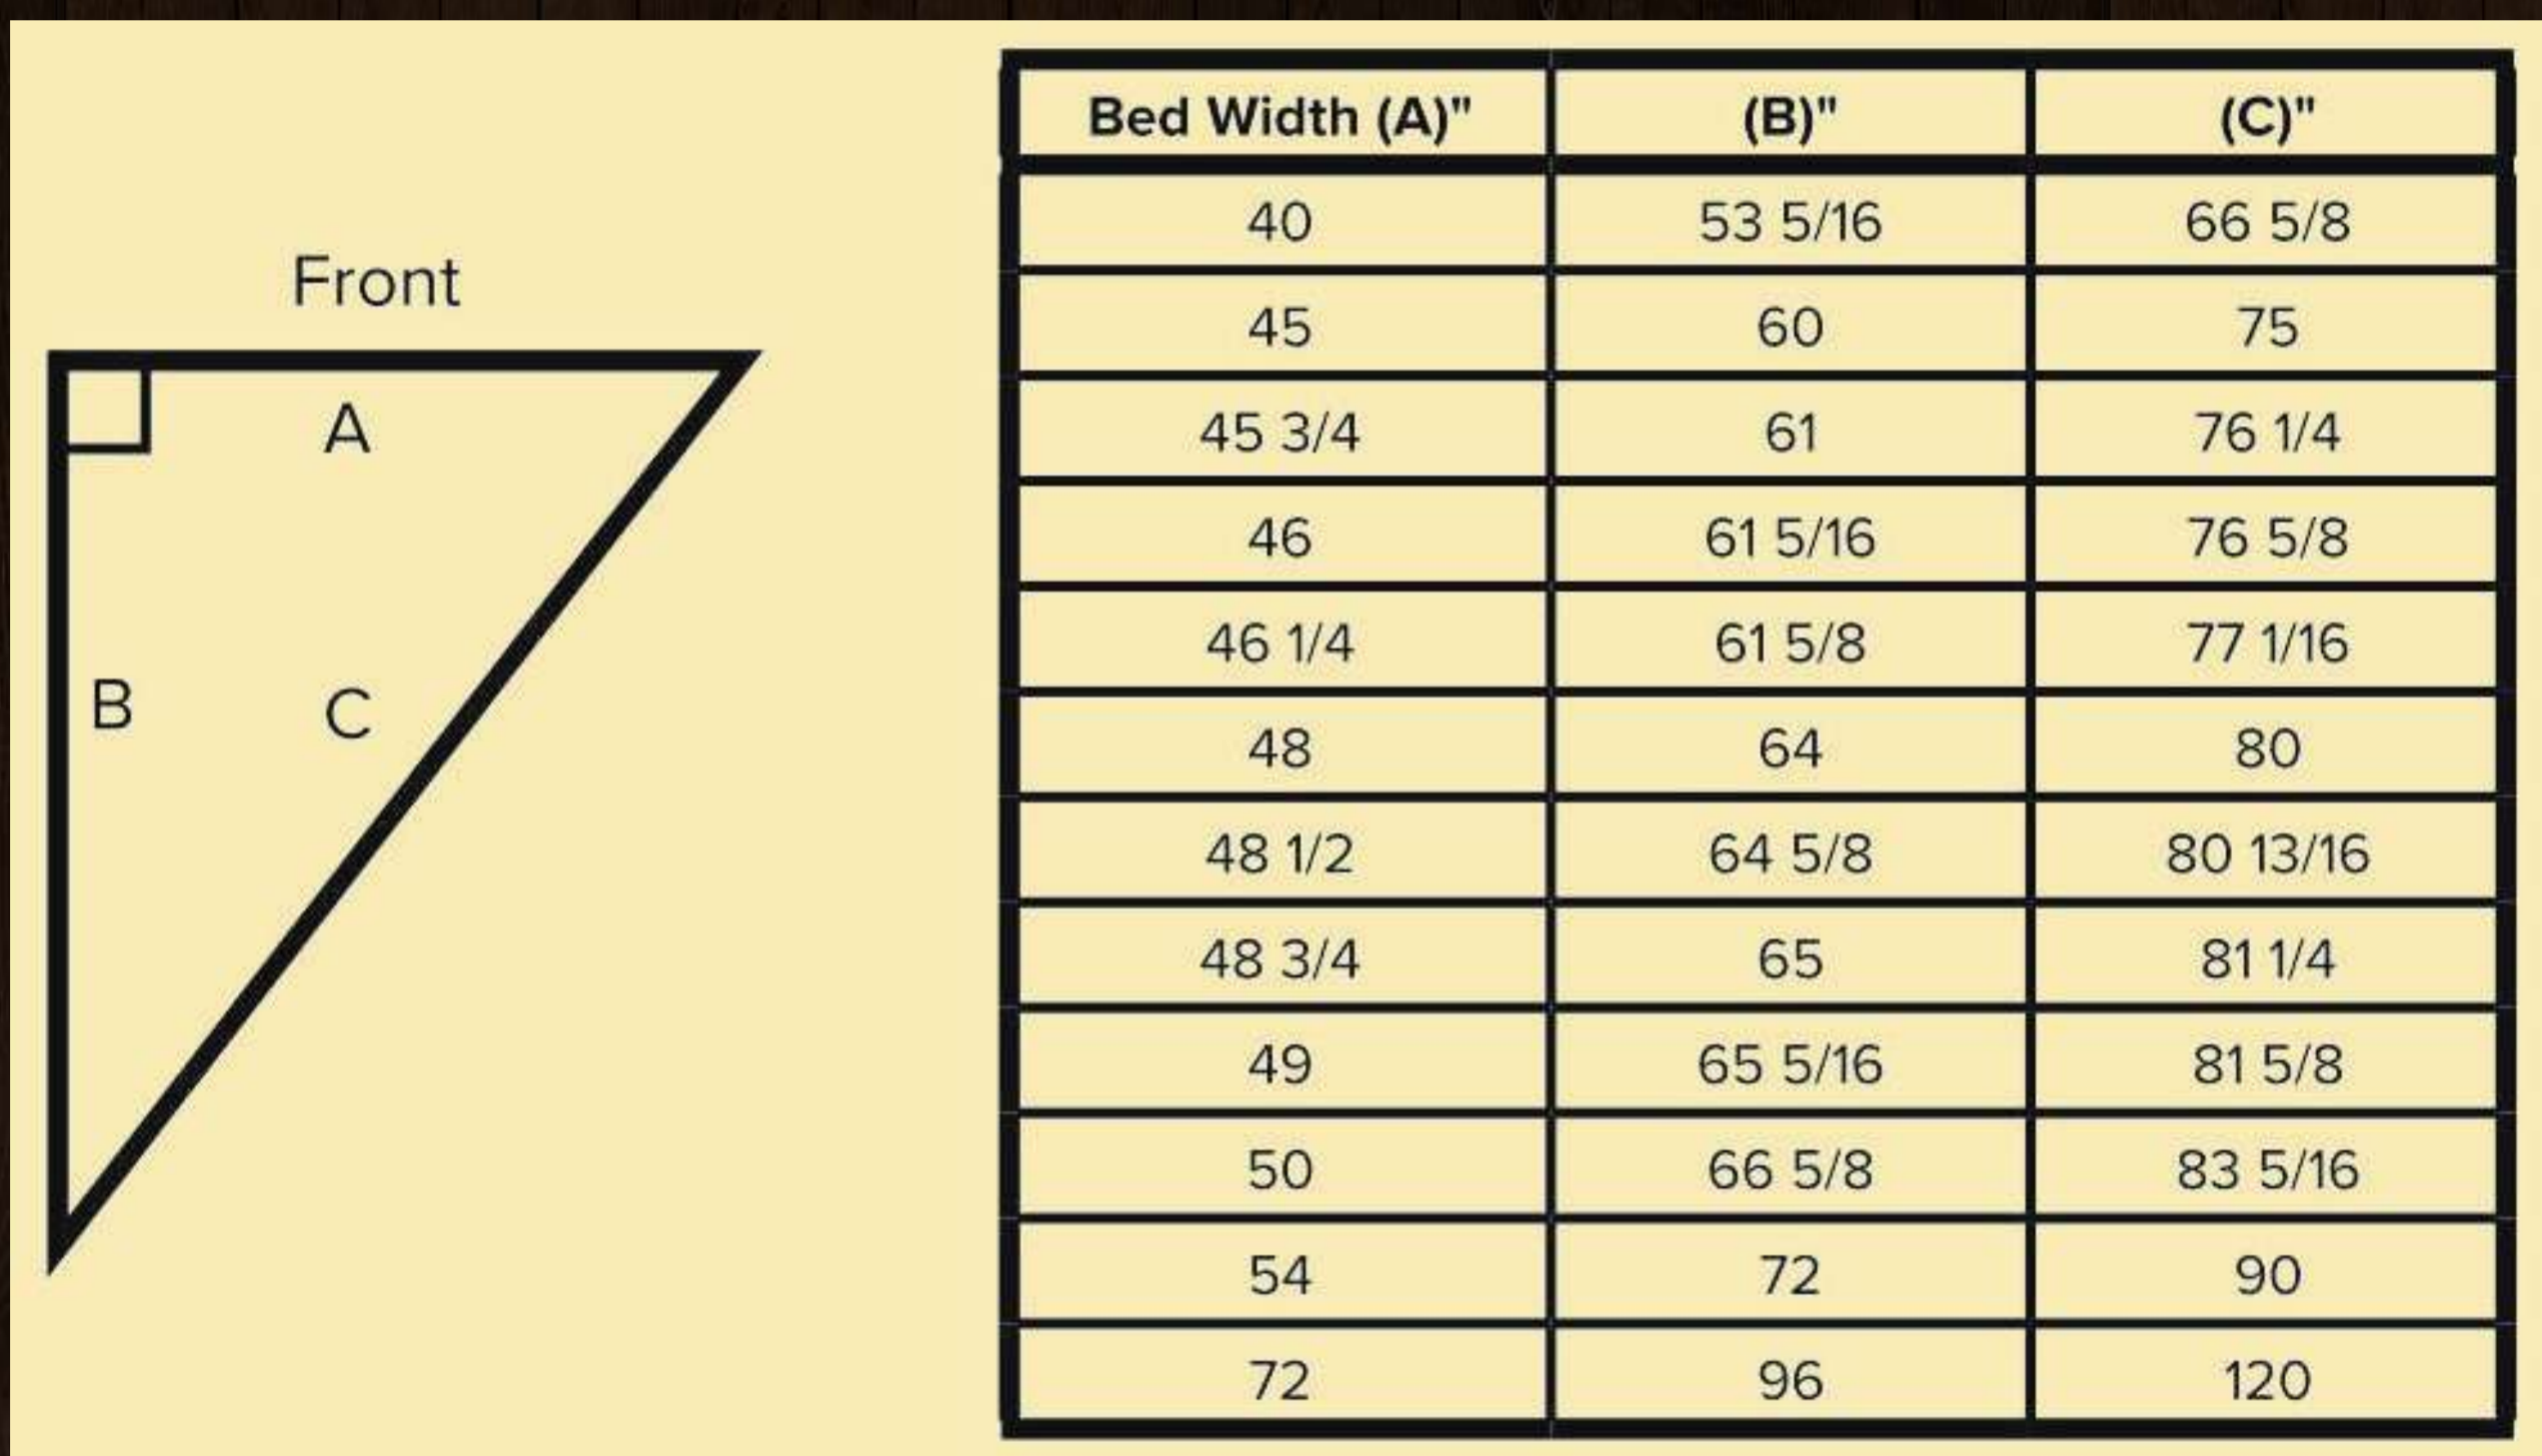 Front
A
B
C
Bed Width (A)" (B)" (C)"
40 53 5/16 66 5/8
45 60 75
45 3/4 61 76 1/4
46 61 5/16 76 5/8
46 1/4 61 5/8 77 1/16
48 64 80
48 1/2 64 5/8 80 13/16
48 3/4 65 81 1/4
49 65 5/16 81 5/8
50 66 5/8 83 5/16
54 72 90
72 96 120